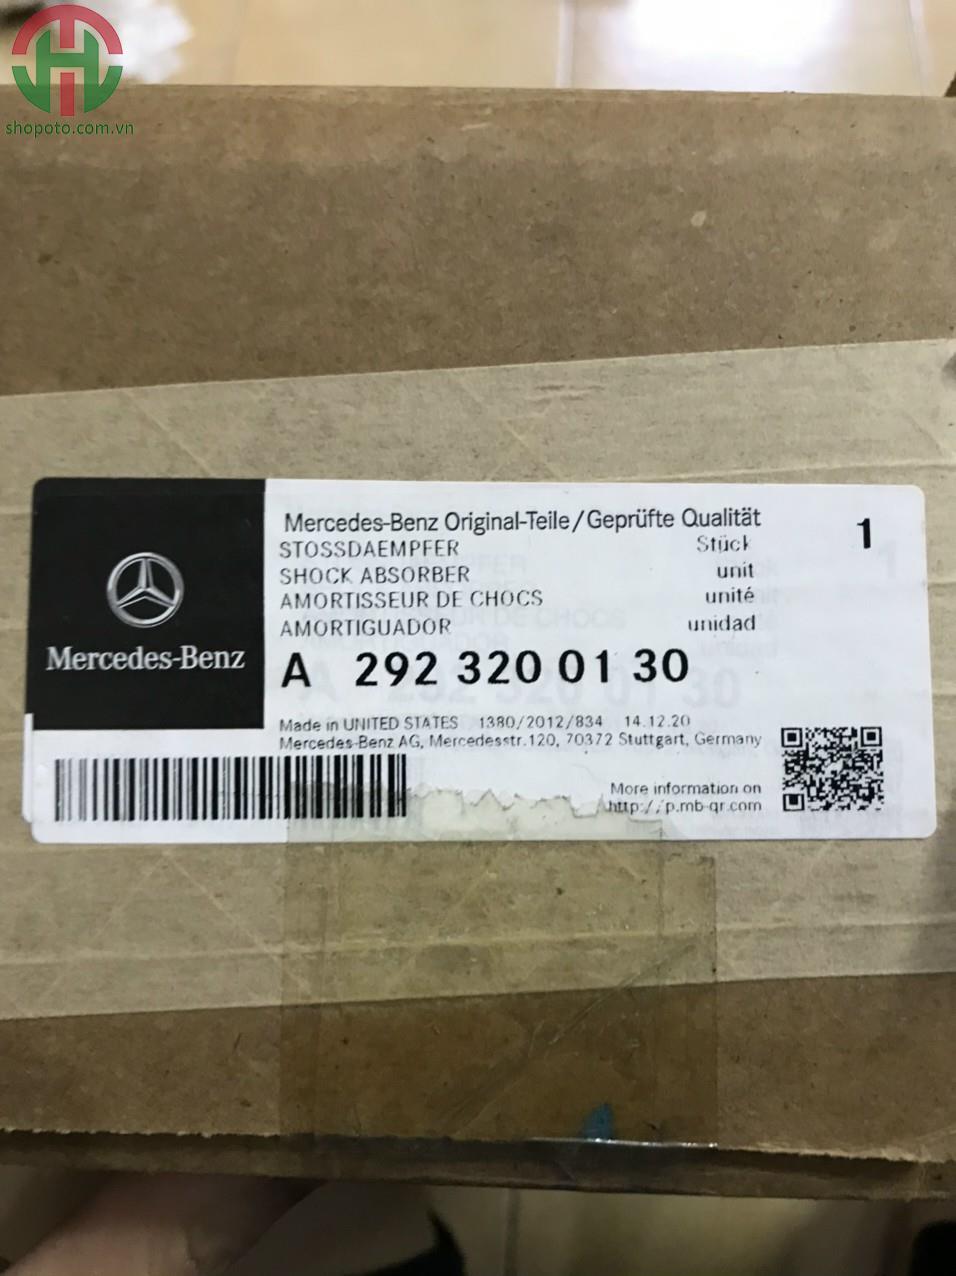 shopoto.com.vn
Mercedes-Benz Original-Teile/Geprüfte Qualität 1
STOSSDAEMPFER Stück
SHOCK ABSORBER unit
AMORTISSEUR DE CHOCS unité
AMORTIGUADOR unidad
Mercedes-Benz
A 292 320 01 30
Made in UNITED STATES 1380/2012/834 14.12.20
Mercedes-Benz AG, Mercedesstr.120, 70372 Stuttgart, Germany
More information on
http://p.mb-qr.com